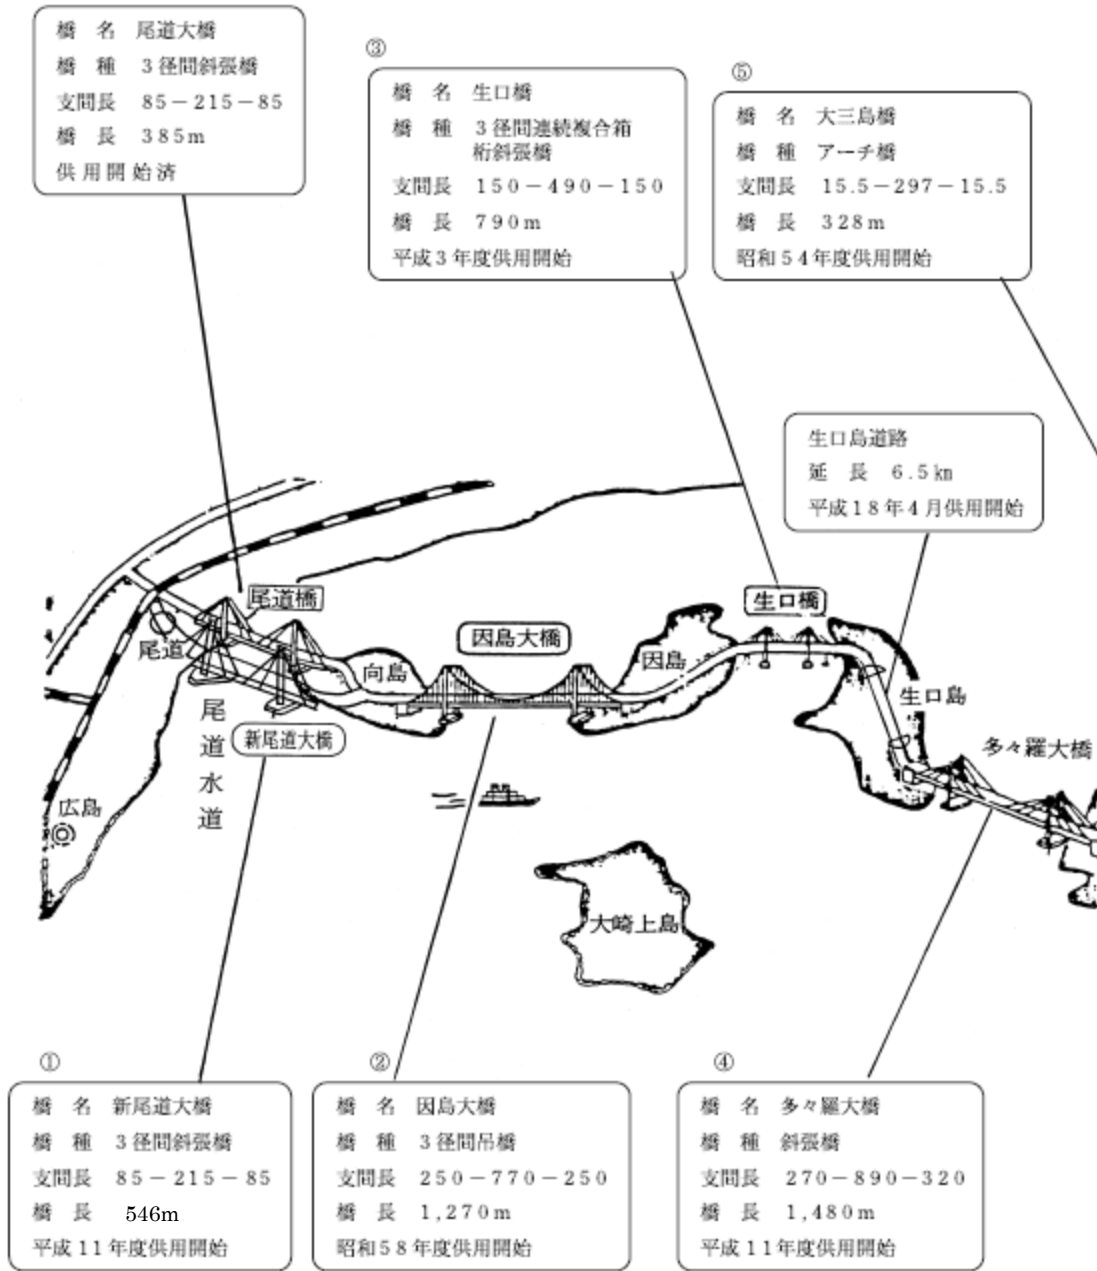 橋 名 尾道大橋
橋 種 3径間斜張橋
支間長 85-215-85
橋 長 385m
供用開始済
③
橋 名 生口橋
橋 種 3径間連続複合箱
桁斜張橋
支間長 150-490-150
橋 長 790m
平成3年度供用開始
⑤
橋 名 大三島橋
橋 種 アーチ橋
支間長 15.5-297-15.5
橋 長 328m
昭和54年度供用開始
生口島道路
延 長 6.5㎞
平成18年4月供用開始
尾道橋
生口橋
因島大橋
尾道
向島
因島
生口島
尾道水道
新尾道大橋
多々羅大橋
広島
大崎上島
①
橋 名 新尾道大橋
橋 種 3径間斜張橋
支間長 85-215-85
橋 長 546m
平成11年度供用開始
②
橋 名 因島大橋
橋 種 3径間吊橋
支間長 250-770-250
橋 長 1,270m
昭和58年度供用開始
④
橋 名 多々羅大橋
橋 種 斜張橋
支間長 270-890-320
橋 長 1,480m
平成11年度供用開始